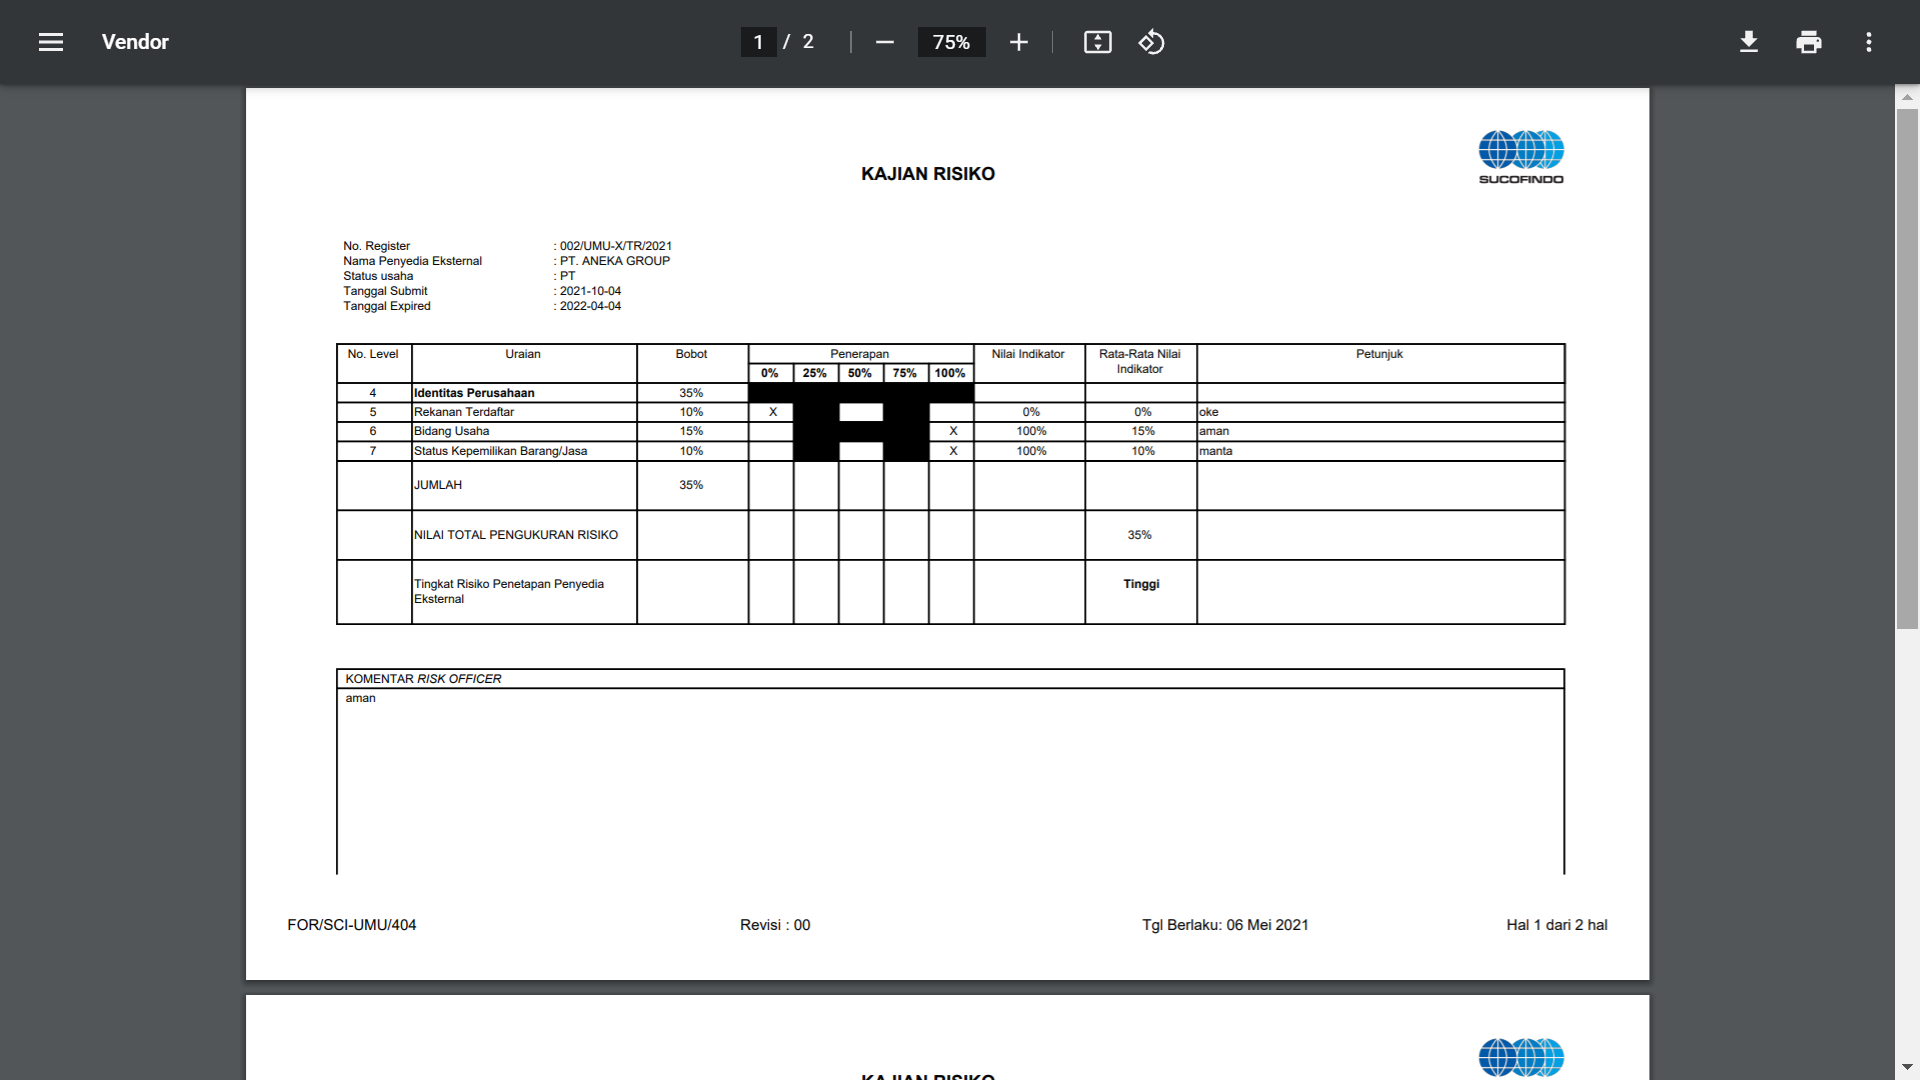 Vendor
1 / 2
75%
SUCOFINDO
KAJIAN RISIKO
No. Register : 002/UMU-X/TR/2021
Nama Penyedia Eksternal : PT. ANEKA GROUP
Status usaha : PT
Tanggal Submit : 2021-10-04
Tanggal Expired : 2022-04-04
No. Level Uraian Bobot Penerapan Nilai Indikator Rata-Rata Nilai Indikator Petunjuk
0% 25% 50% 75% 100%
4 Identitas Perusahaan 35%
5 Rekanan Terdaftar 10% X 0% 0% oke
6 Bidang Usaha 15% X 100% 15% aman
7 Status Kepemilikan Barang/Jasa 10% X 100% 10% manta
JUMLAH 35%
NILAI TOTAL PENGUKURAN RISIKO 35%
Tingkat Risiko Penetapan Penyedia Eksternal Tinggi
KOMENTAR RISK OFFICER
aman
FOR/SCI-UMU/404 Revisi : 00 Tgl Berlaku: 06 Mei 2021 Hal 1 dari 2 hal
KAJIAN RISIKO